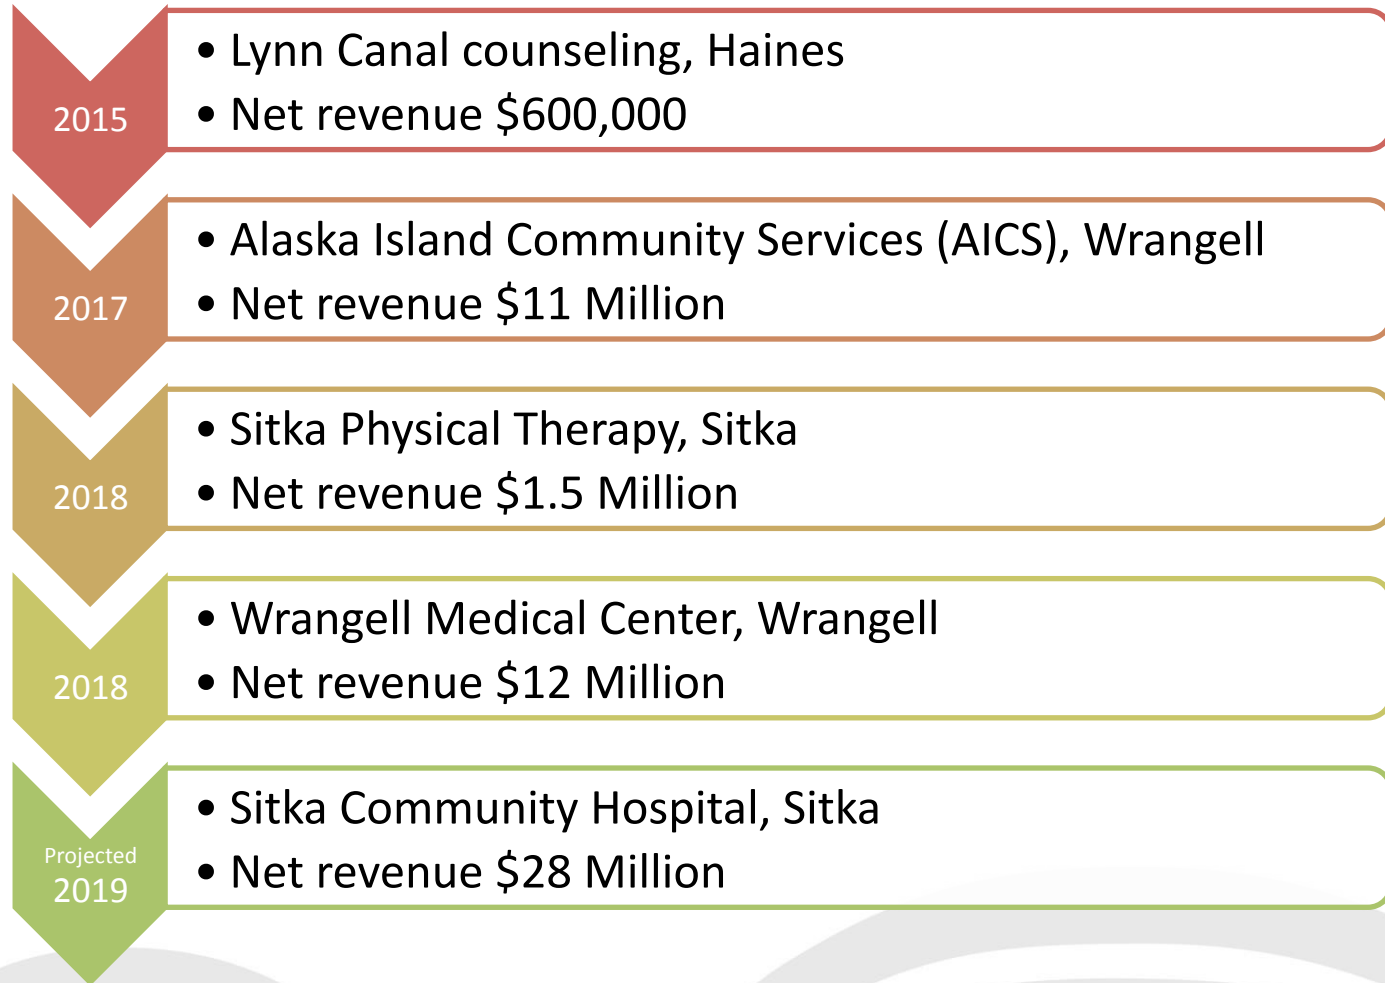 2015
• Lynn Canal counseling, Haines
• Net revenue $600,000
2017
• Alaska Island Community Services (AICS), Wrangell
• Net revenue $11 Million
2018
• Sitka Physical Therapy, Sitka
• Net revenue $1.5 Million
2018
• Wrangell Medical Center, Wrangell
• Net revenue $12 Million
Projected
2019
• Sitka Community Hospital, Sitka
• Net revenue $28 Million